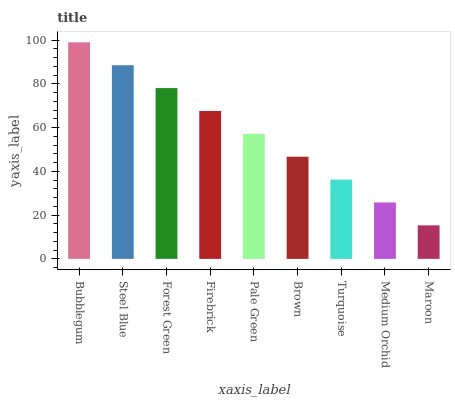 title
yaxis_label
100
80
60
40
20
0
Bubblegum
Steel Blue
Forest Green
Firebrick
Pale Green
Brown
Turquoise
Medium Orchid
Maroon
xaxis_label